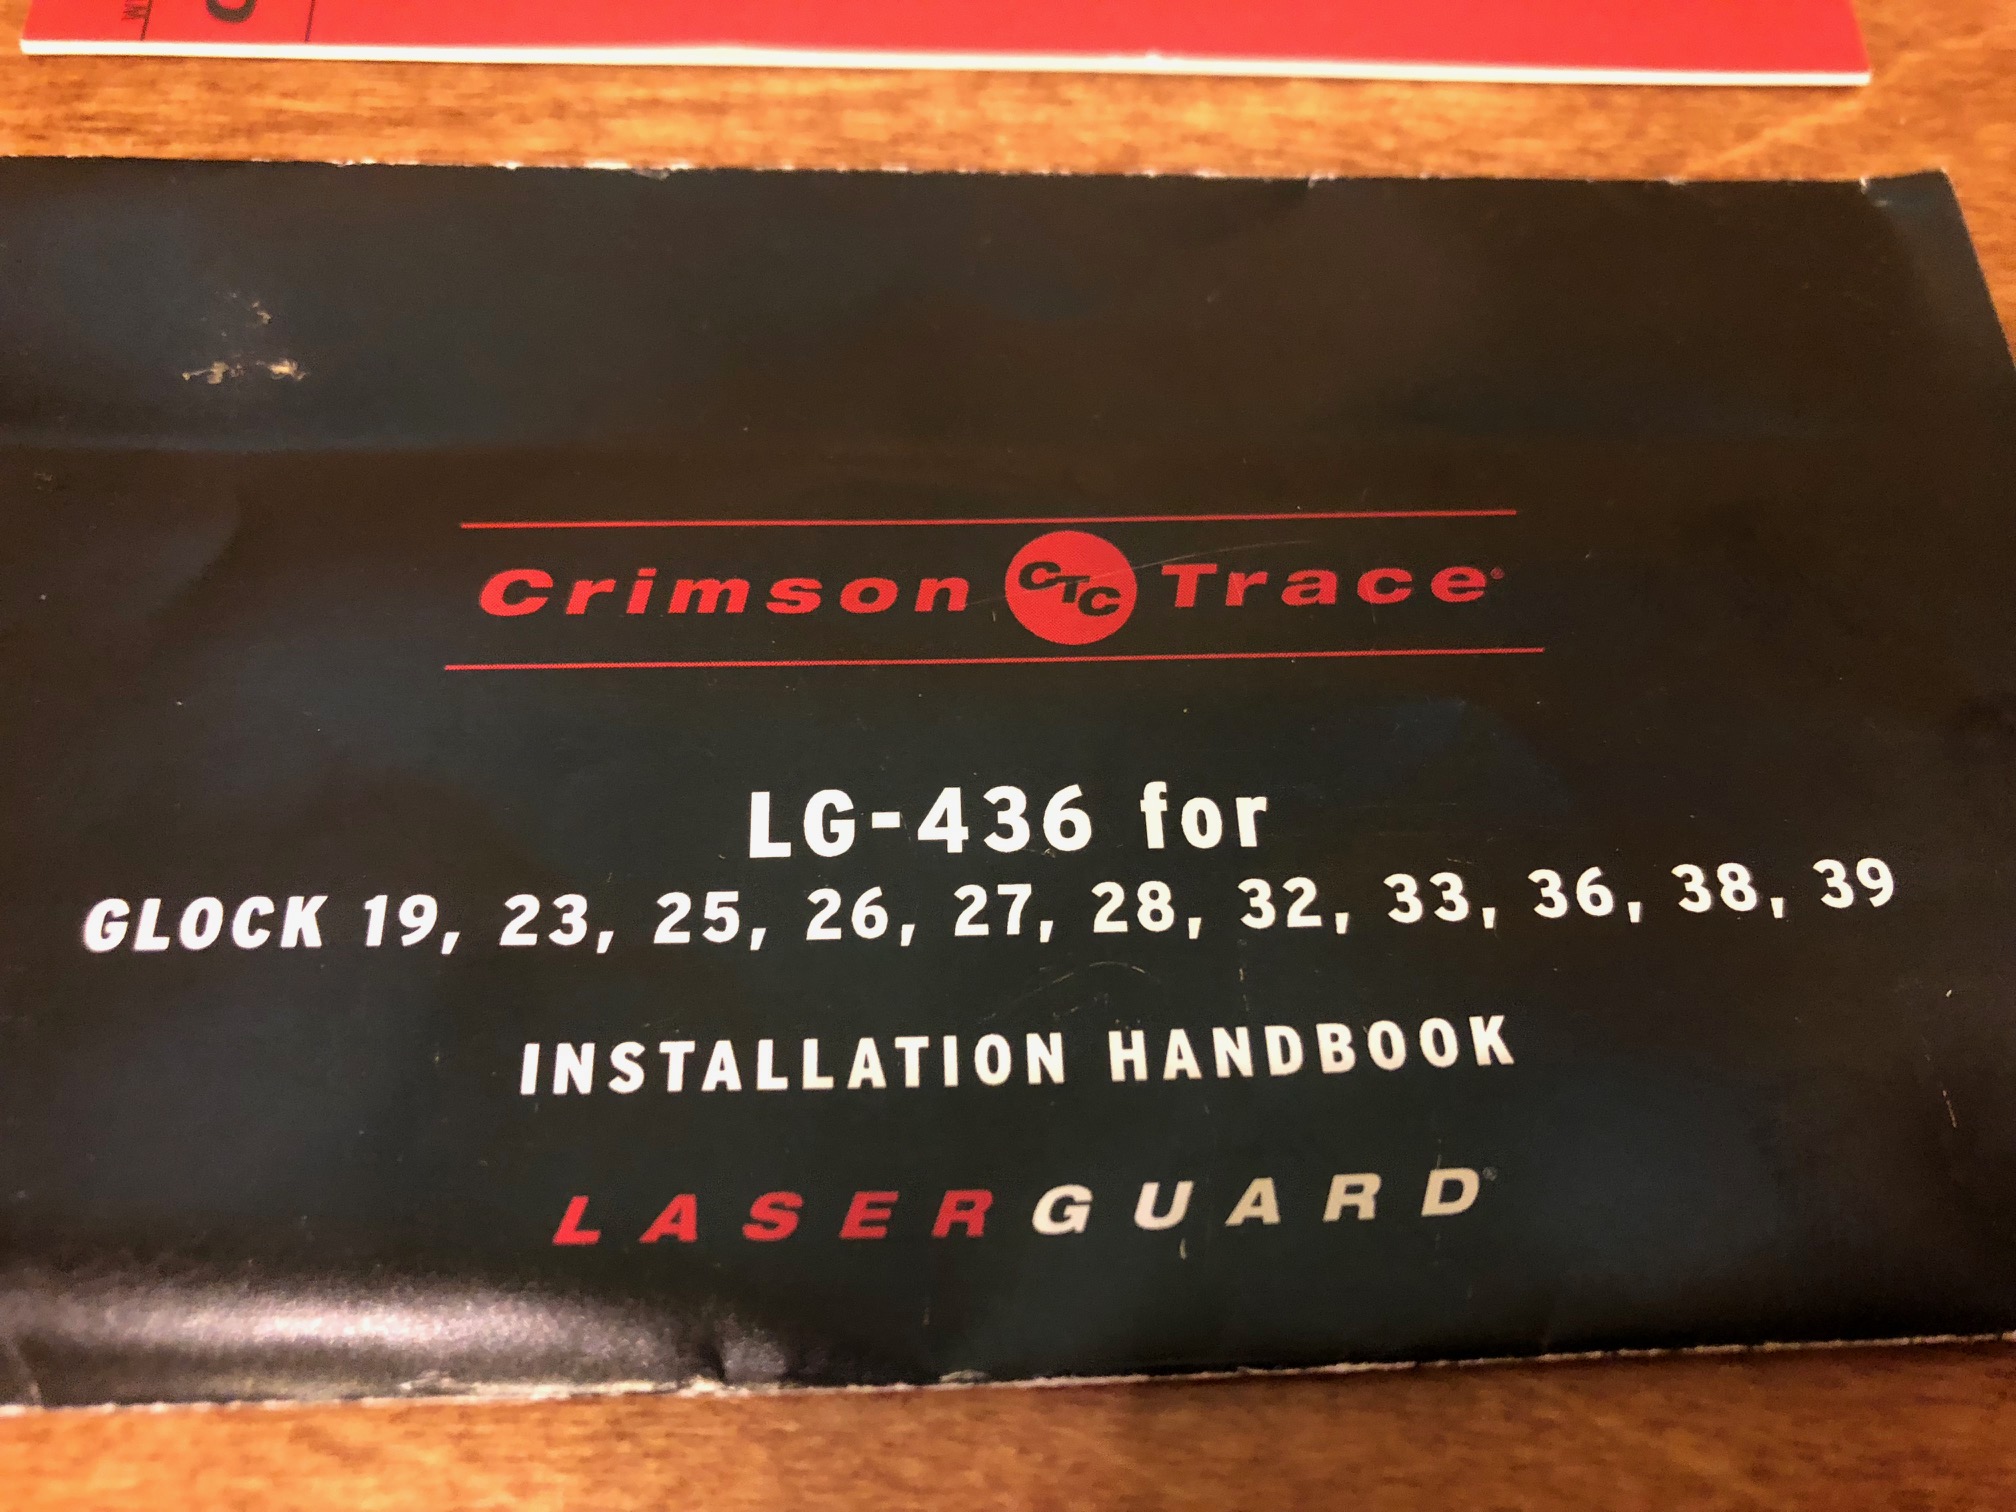 Crimson CTC Trace®
LG-436 for
GLOCK 19, 23, 25, 26, 27, 28, 32, 33, 36, 38, 39
INSTALLATION HANDBOOK
LASERGUARD®